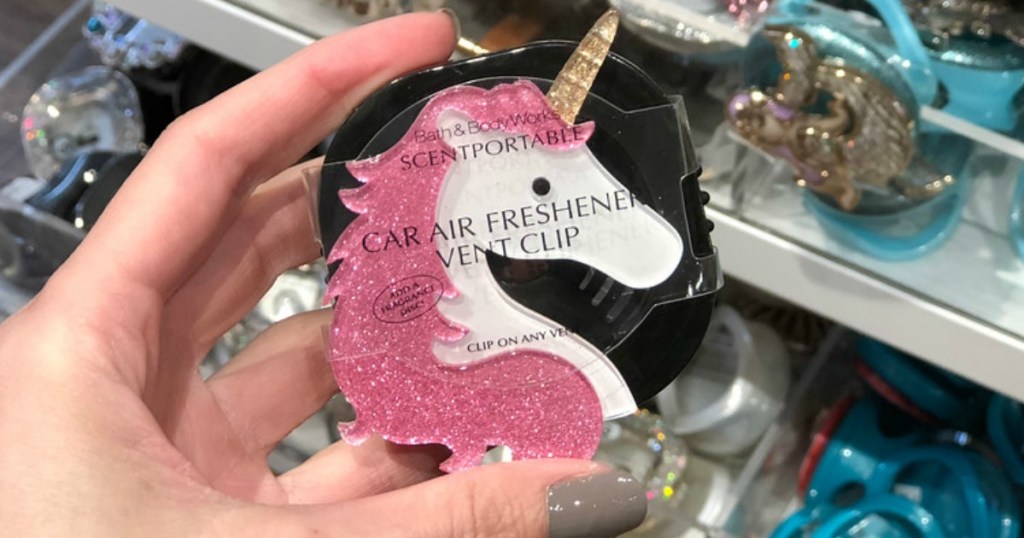 Bath & Body Works
SCENTPORTABLE
CAR AIR FRESHENER
VENT CLIP
ADD A
FRAGRANCE
DISC
CLIP ON ANY VENT